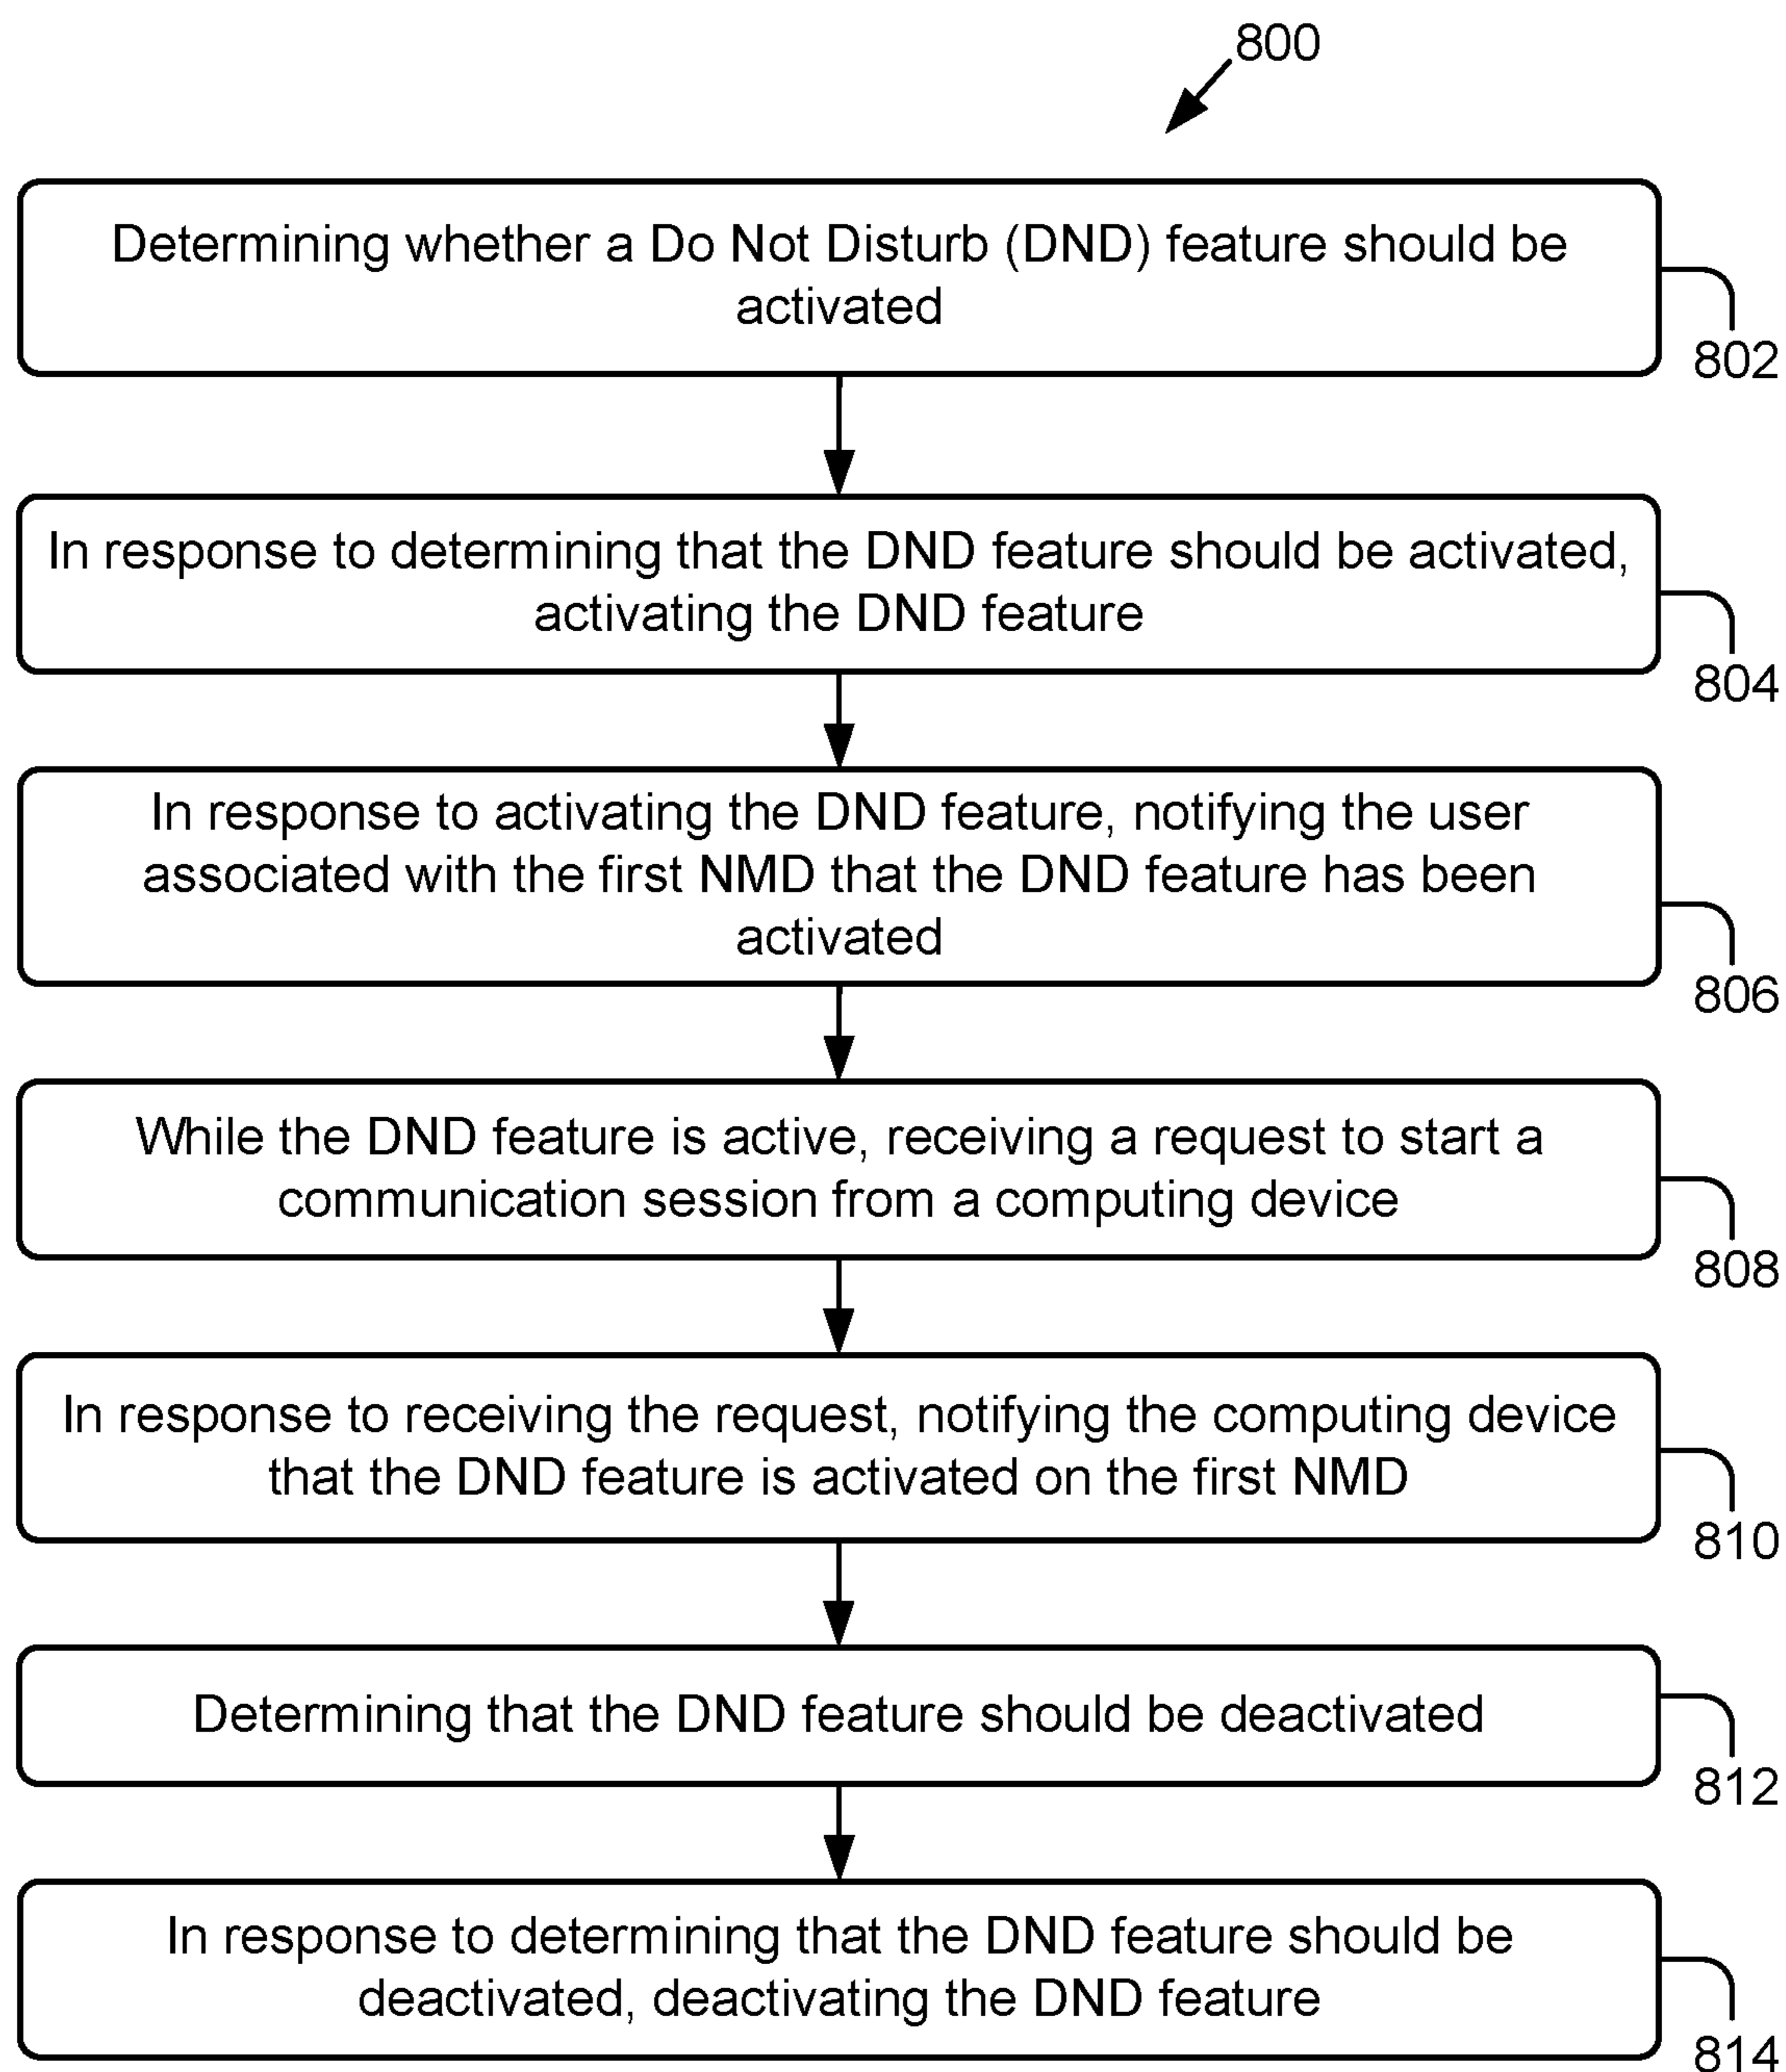 800
Determining whether a Do Not Disturb (DND) feature should be
activated
802
In response to determining that the DND feature should be activated,
activating the DND feature
804
In response to activating the DND feature, notifying the user
associated with the first NMD that the DND feature has been
activated
806
While the DND feature is active, receiving a request to start a
communication session from a computing device
808
In response to receiving the request, notifying the computing device
that the DND feature is activated on the first NMD
810
Determining that the DND feature should be deactivated
812
In response to determining that the DND feature should be
deactivated, deactivating the DND feature
814